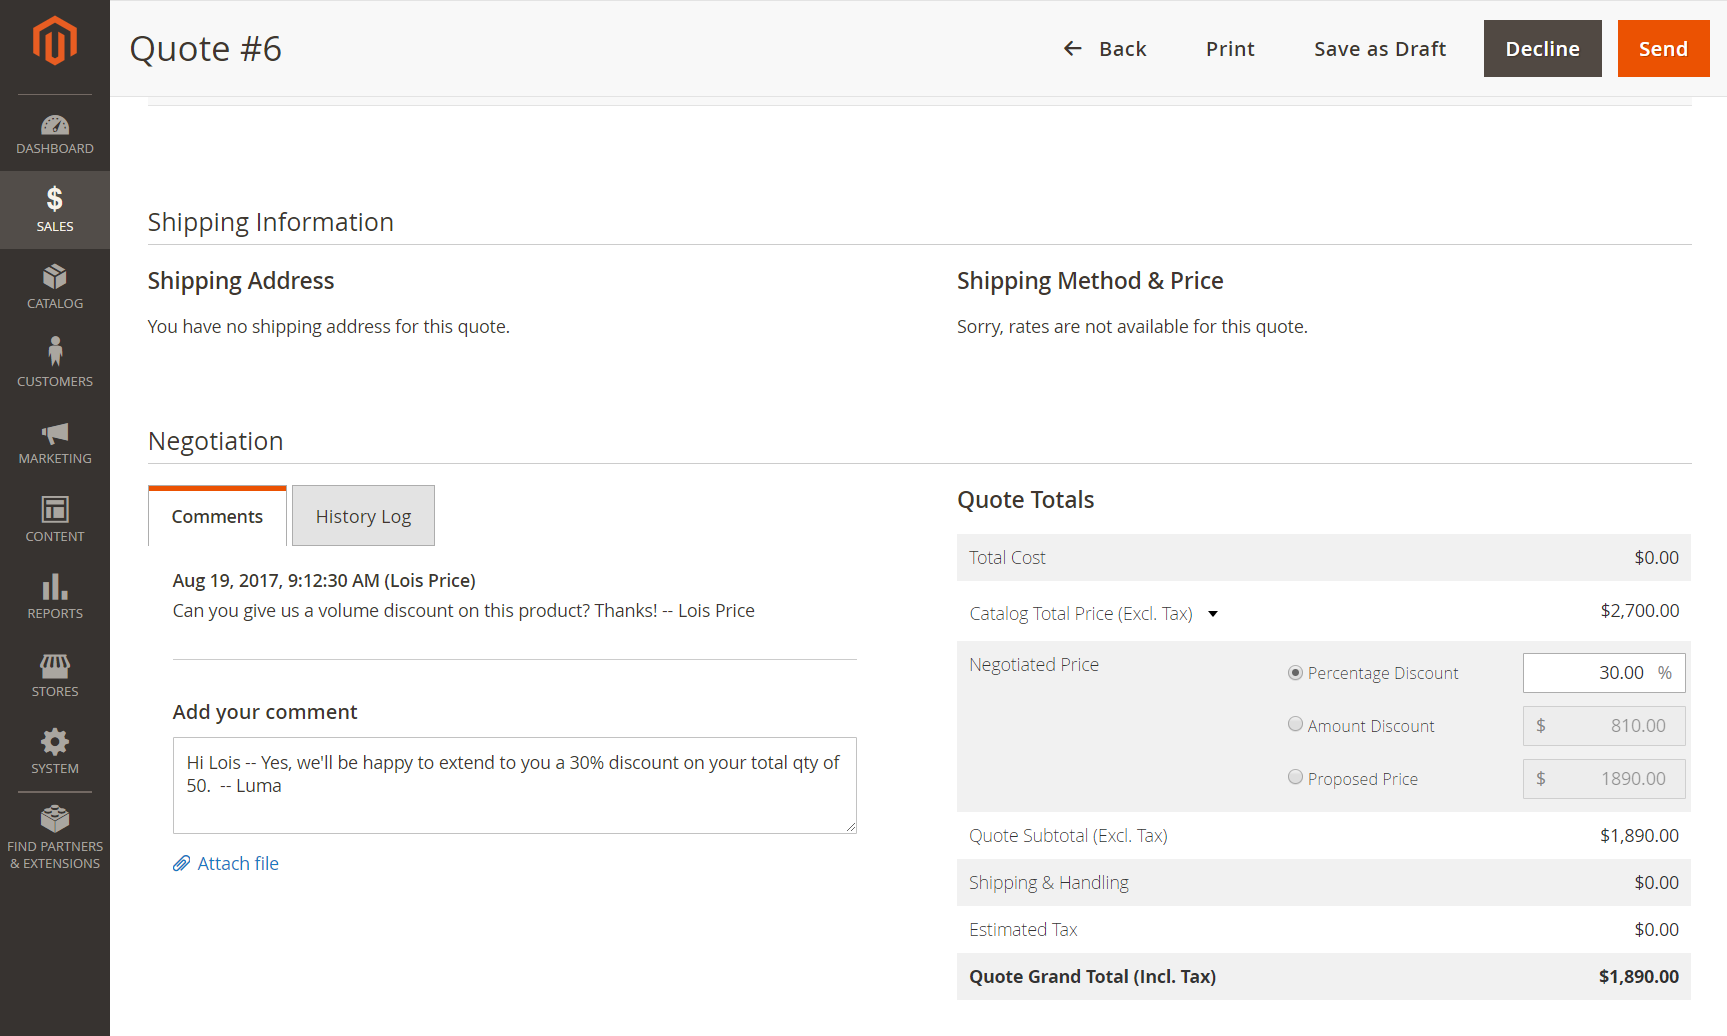 Quote #6
Back
Print
Save as Draft
Decline
Send
DASHBOARD
$
SALES
CATALOG
CUSTOMERS
MARKETING
CONTENT
REPORTS
STORES
SYSTEM
FIND PARTNERS
& EXTENSIONS
Shipping Information
Shipping Address
You have no shipping address for this quote.
Shipping Method & Price
Sorry, rates are not available for this quote.
Negotiation
Comments
History Log
Aug 19, 2017, 9:12:30 AM (Lois Price)
Can you give us a volume discount on this product? Thanks! -- Lois Price
Add your comment
Hi Lois -- Yes, we'll be happy to extend to you a 30% discount on your total qty of
50.  -- Luma
Attach file
Quote Totals
Total Cost $0.00
Catalog Total Price (Excl. Tax) $2,700.00
Negotiated Price
Percentage Discount 30.00 %
Amount Discount $ 810.00
Proposed Price $ 1890.00
Quote Subtotal (Excl. Tax) $1,890.00
Shipping & Handling $0.00
Estimated Tax $0.00
Quote Grand Total (Incl. Tax) $1,890.00